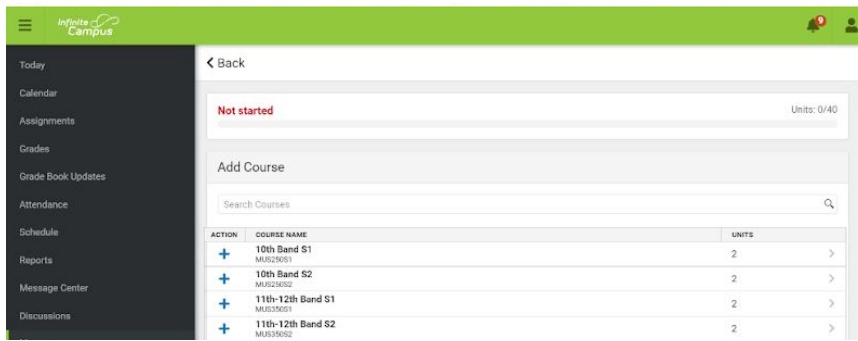 Infinite
Campus
9
Today
Calendar
Assignments
Grades
Grade Book Updates
Attendance
Schedule
Reports
Message Center
Discussions
Back
Not started
Units: 0/40
Add Course
Search Courses
ACTION COURSE NAME UNITS
10th Band S1 2
MUS250S1
10th Band S2 2
MUS250S2
11th-12th Band S1 2
MUS350S1
11th-12th Band S2 2
MUS350S2